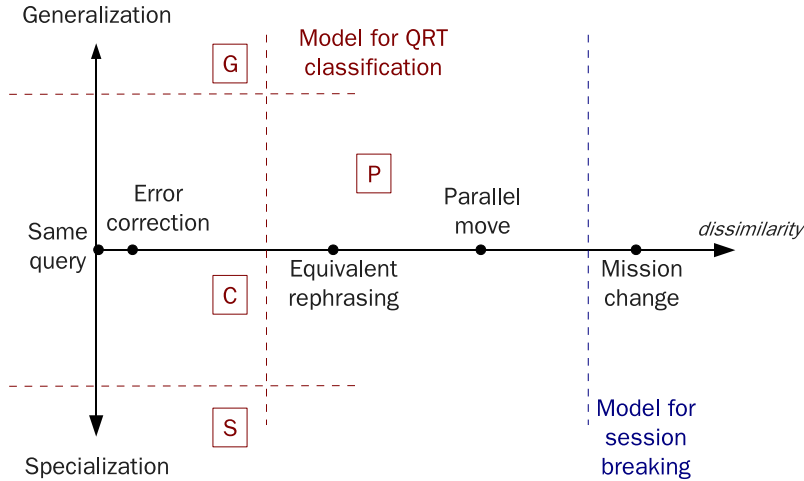 Generalization
G
Model for QRT
classification
P
Error
correction
Parallel
move
Same
query
dissimilarity
Equivalent
rephrasing
Mission
change
C
S
Model for
session
breaking
Specialization